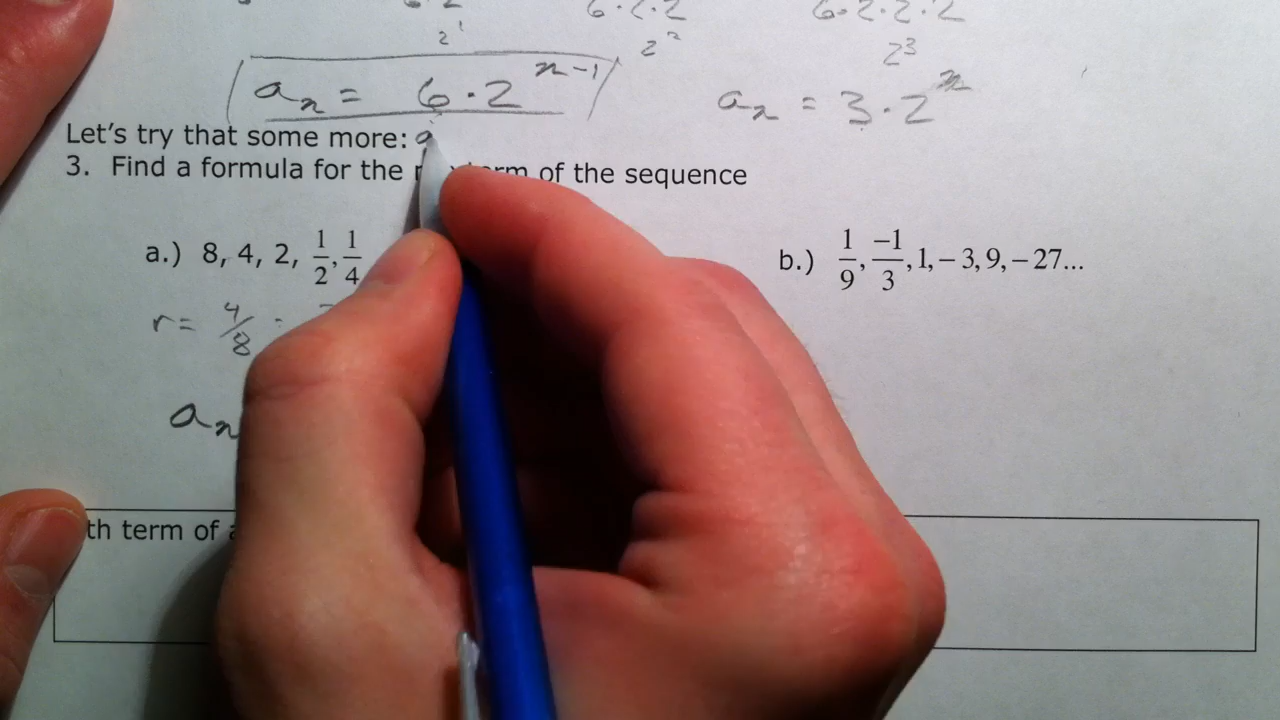 6·2·2 6·2·2·2
2¹ 2² 2³
aₙ = 6·2ⁿ⁻¹ aₙ = 3·2ⁿ
Let's try that some more: a
3. Find a formula for the term of the sequence
a.) 8, 4, 2, 1/2, 1/4 b.) 1/9, -1/3, 1, -3, 9, -27...
r = 4/8
aₙ
th term of